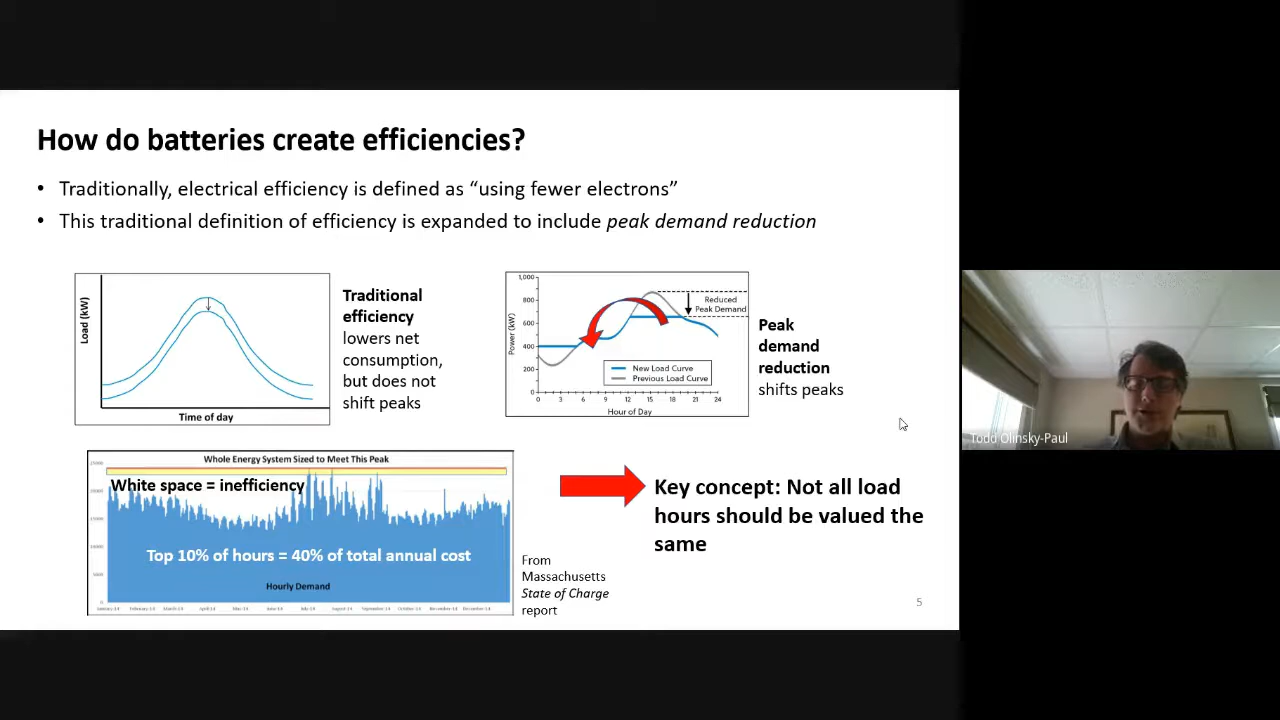 How do batteries create efficiencies?
• Traditionally, electrical efficiency is defined as “using fewer electrons”
• This traditional definition of efficiency is expanded to include peak demand reduction
Load (kW)
Time of day
Traditional
efficiency
lowers net
consumption,
but does not
shift peaks
1,000
800
600
400
200
0
Power (kW)
Reduced
Peak Demand
New Load Curve
Previous Load Curve
0 3 6 9 12 15 18 21 24
Hour of Day
Peak
demand
reduction
shifts peaks
Todd Olinsky-Paul
Whole Energy System Sized to Meet This Peak
White space = inefficiency
Top 10% of hours = 40% of total annual cost
Hourly Demand
From
Massachusetts
State of Charge
report
Key concept: Not all load
hours should be valued the
same
5